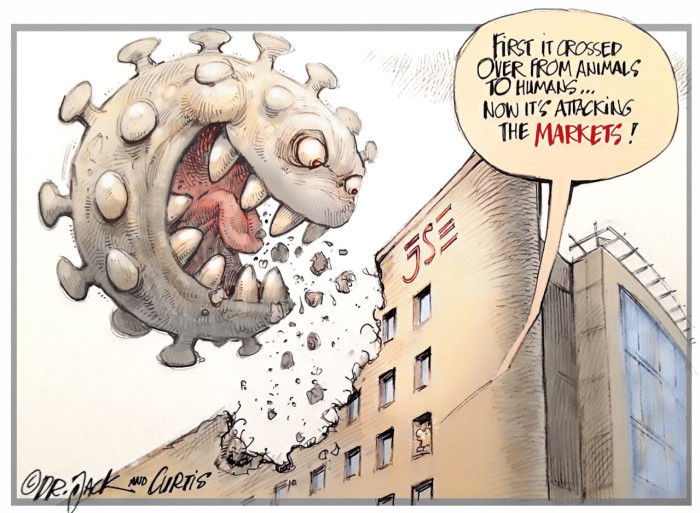 FIRST IT CROSSED
OVER FROM ANIMALS
TO HUMANS...
NOW IT'S ATTACKING
THE MARKETS!
JSE
©DR. JACK AND CURTIS